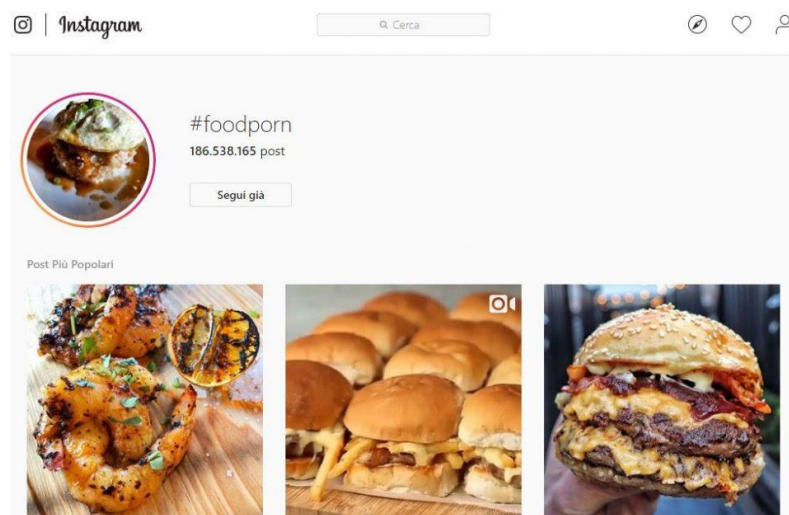 Instagram
Cerca
#foodporn
186.538.165 post
Segui già
Post Più Popolari